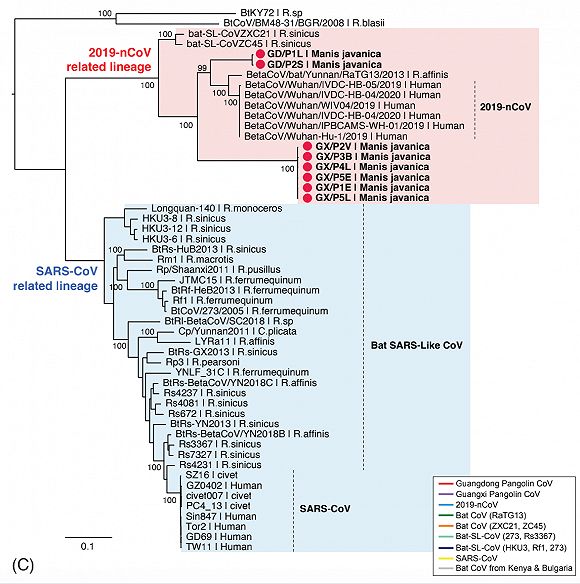 BtKY72 | R.sp
BtCoV/BM48-31/BGR/2008 | R.blasii
100
bat-SL-CoVZXC21 | R.sinicus
bat-SL-CoVZC45 | R.sinicus
2019-nCoV
related lineage
100
GD/P1L | Manis javanica
GD/P2S | Manis javanica
99
BetaCoV/bat/Yunnan/RaTG13/2013 | R.affinis
100
BetaCoV/Wuhan/IVDC-HB-05/2019 | Human
100
BetaCoV/Wuhan/IVDC-HB-04/2020 | Human
BetaCoV/Wuhan/WIV04/2019 | Human
2019-nCoV
BetaCoV/Wuhan/IVDC-HB-04/2020 | Human
100
BetaCoV/Wuhan/IPBCAMS-WH-01/2019 | Human
BetaCoV/Wuhan-Hu-1/2019 | Human
GX/P2V | Manis javanica
GX/P3B | Manis javanica
100
GX/P4L | Manis javanica
GX/P5E | Manis javanica
GX/P1E | Manis javanica
GX/P5L | Manis javanica
Longquan-140 | R.monoceros
HKU3-8 | R.sinicus
HKU3-12 | R.sinicus
HKU3-6 | R.sinicus
100
BtRs-HuB2013 | R.sinicus
Rm1 | R.macrotis
SARS-CoV
related lineage
Rp/Shaanxi2011 | R.pusillus
100
JTMC15 | R.ferrumequinum
100
BtRf-HeB2013 | R.ferrumequinum
Rf1 | R.ferrumequinum
BtCoV/273/2005 | R.ferrumequinum
BtRl-BetaCoV/SC2018 | R.sp
100
Cp/Yunnan2011 | C.plicata
LYRa11 | R.affinis
BtRs-GX2013 | R.sinicus
Bat SARS-Like CoV
Rp3 | R.pearsoni
YNLF_31C | R.ferrumequinum
BtRs-BetaCoV/YN2018C | R.affinis
Rs4237 | R.sinicus
100
Rs4081 | R.sinicus
Rs672 | R.sinicus
BtRs-YN2013 | R.sinicus
BtRs-BetaCoV/YN2018B | R.affinis
Rs3367 | R.sinicus
Rs7327 | R.sinicus
100
Rs4231 | R.sinicus
SZ16 | civet
GZ0402 | Human
civet007 | civet
PC4_13 | civet
SARS-CoV
Sin847 | Human
Tor2 | Human
GD69 | Human
TW11 | Human
Guangdong Pangolin CoV
Guangxi Pangolin CoV
2019-nCoV
Bat CoV (RaTG13)
Bat CoV (ZXC21, ZC45)
Bat-SL-CoV (273, Rs3367)
Bat-SL-CoV (HKU3, Rf1, 273)
SARS-CoV
Bat CoV from Kenya & Bulgaria
0.1
(C)